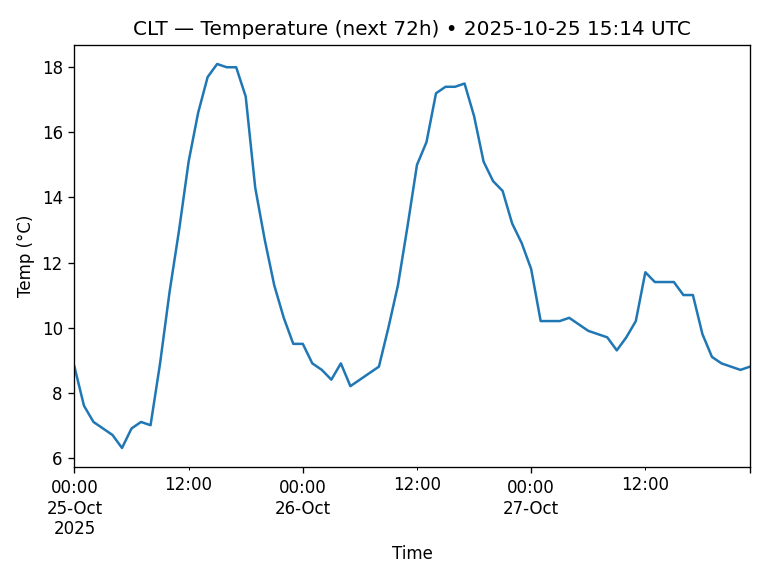 CLT — Temperature (next 72h) • 2025-10-25 15:14 UTC
18
16
14
12
10
8
6
Temp (°C)
00:00 12:00 00:00 12:00 00:00 12:00
25-Oct 26-Oct 27-Oct
2025
Time